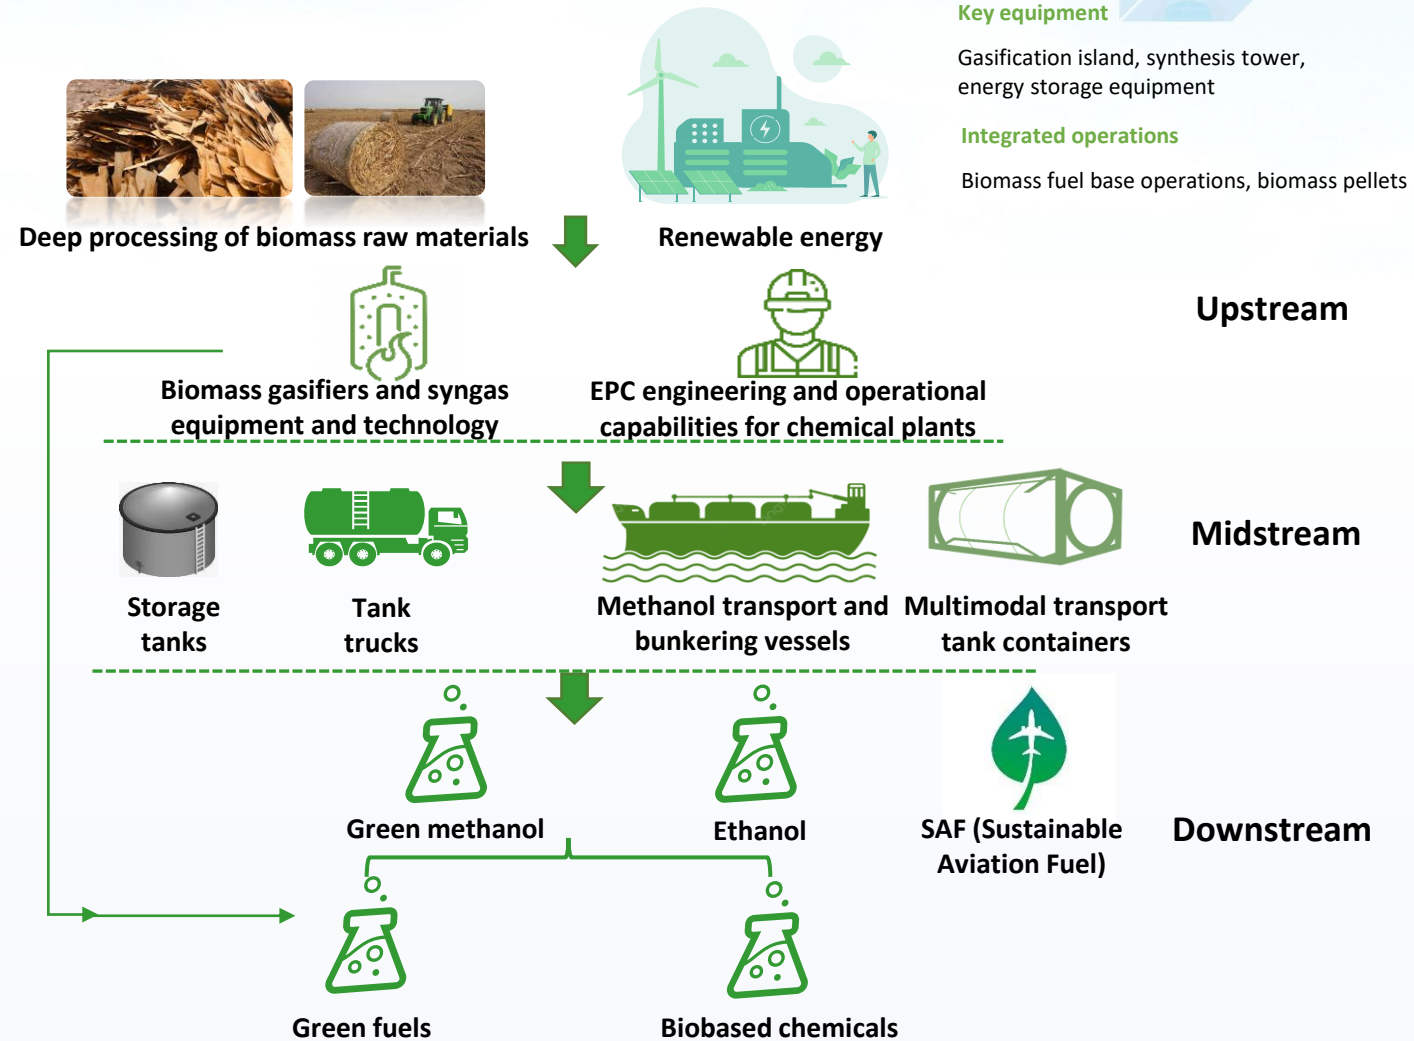 Key equipment
Gasification island, synthesis tower,
energy storage equipment
Integrated operations
Biomass fuel base operations, biomass pellets
Deep processing of biomass raw materials
Renewable energy
Upstream
Biomass gasifiers and syngas
equipment and technology
EPC engineering and operational
capabilities for chemical plants
Midstream
Storage
tanks
Tank
trucks
Methanol transport and
bunkering vessels
Multimodal transport
tank containers
Green methanol
Ethanol
SAF (Sustainable
Aviation Fuel)
Downstream
Green fuels
Biobased chemicals